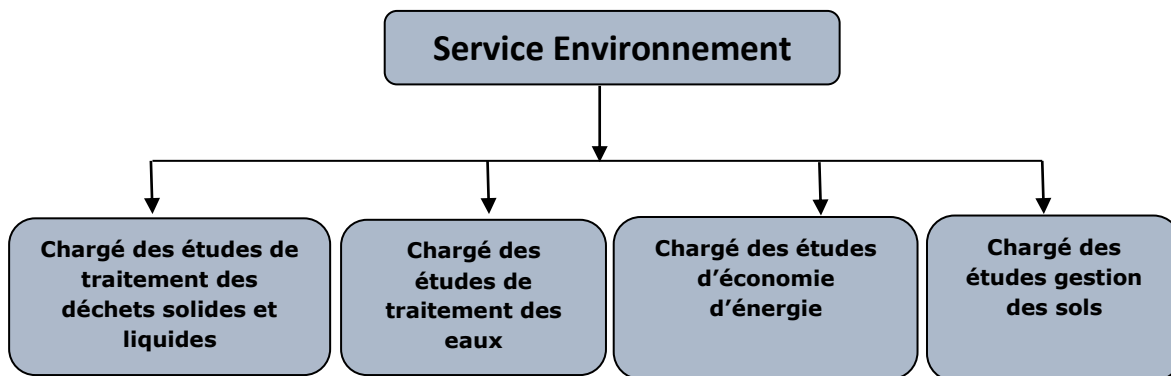 Service Environnement
Chargé des études de
traitement des
déchets solides et
liquides
Chargé des
études de
traitement des
eaux
Chargé des études
d’économie
d’énergie
Chargé des
études gestion
des sols